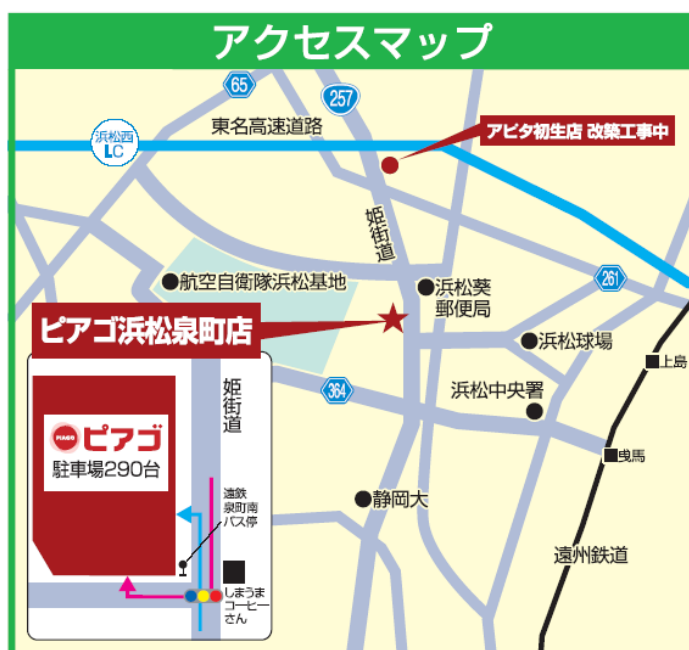 アクセスマップ
65
257
東名高速道路
浜松西
LC
アピタ初生店 改築工事中
姫街道
航空自衛隊浜松基地
浜松葵
郵便局
261
ピアゴ浜松泉町店
浜松球場
上島
364
浜松中央署
曳馬
姫街道
PIAGO
ピアゴ
駐車場290台
遠鉄
泉町南
バス停
静岡大
遠州鉄道
しまうま
コーヒー
さん